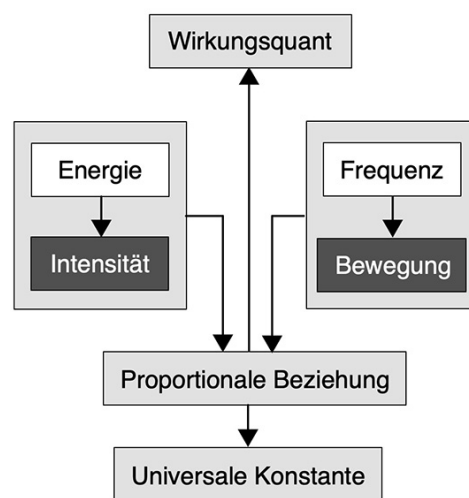 Wirkungsquant
Energie
Intensität
Frequenz
Bewegung
Proportionale Beziehung
Universale Konstante